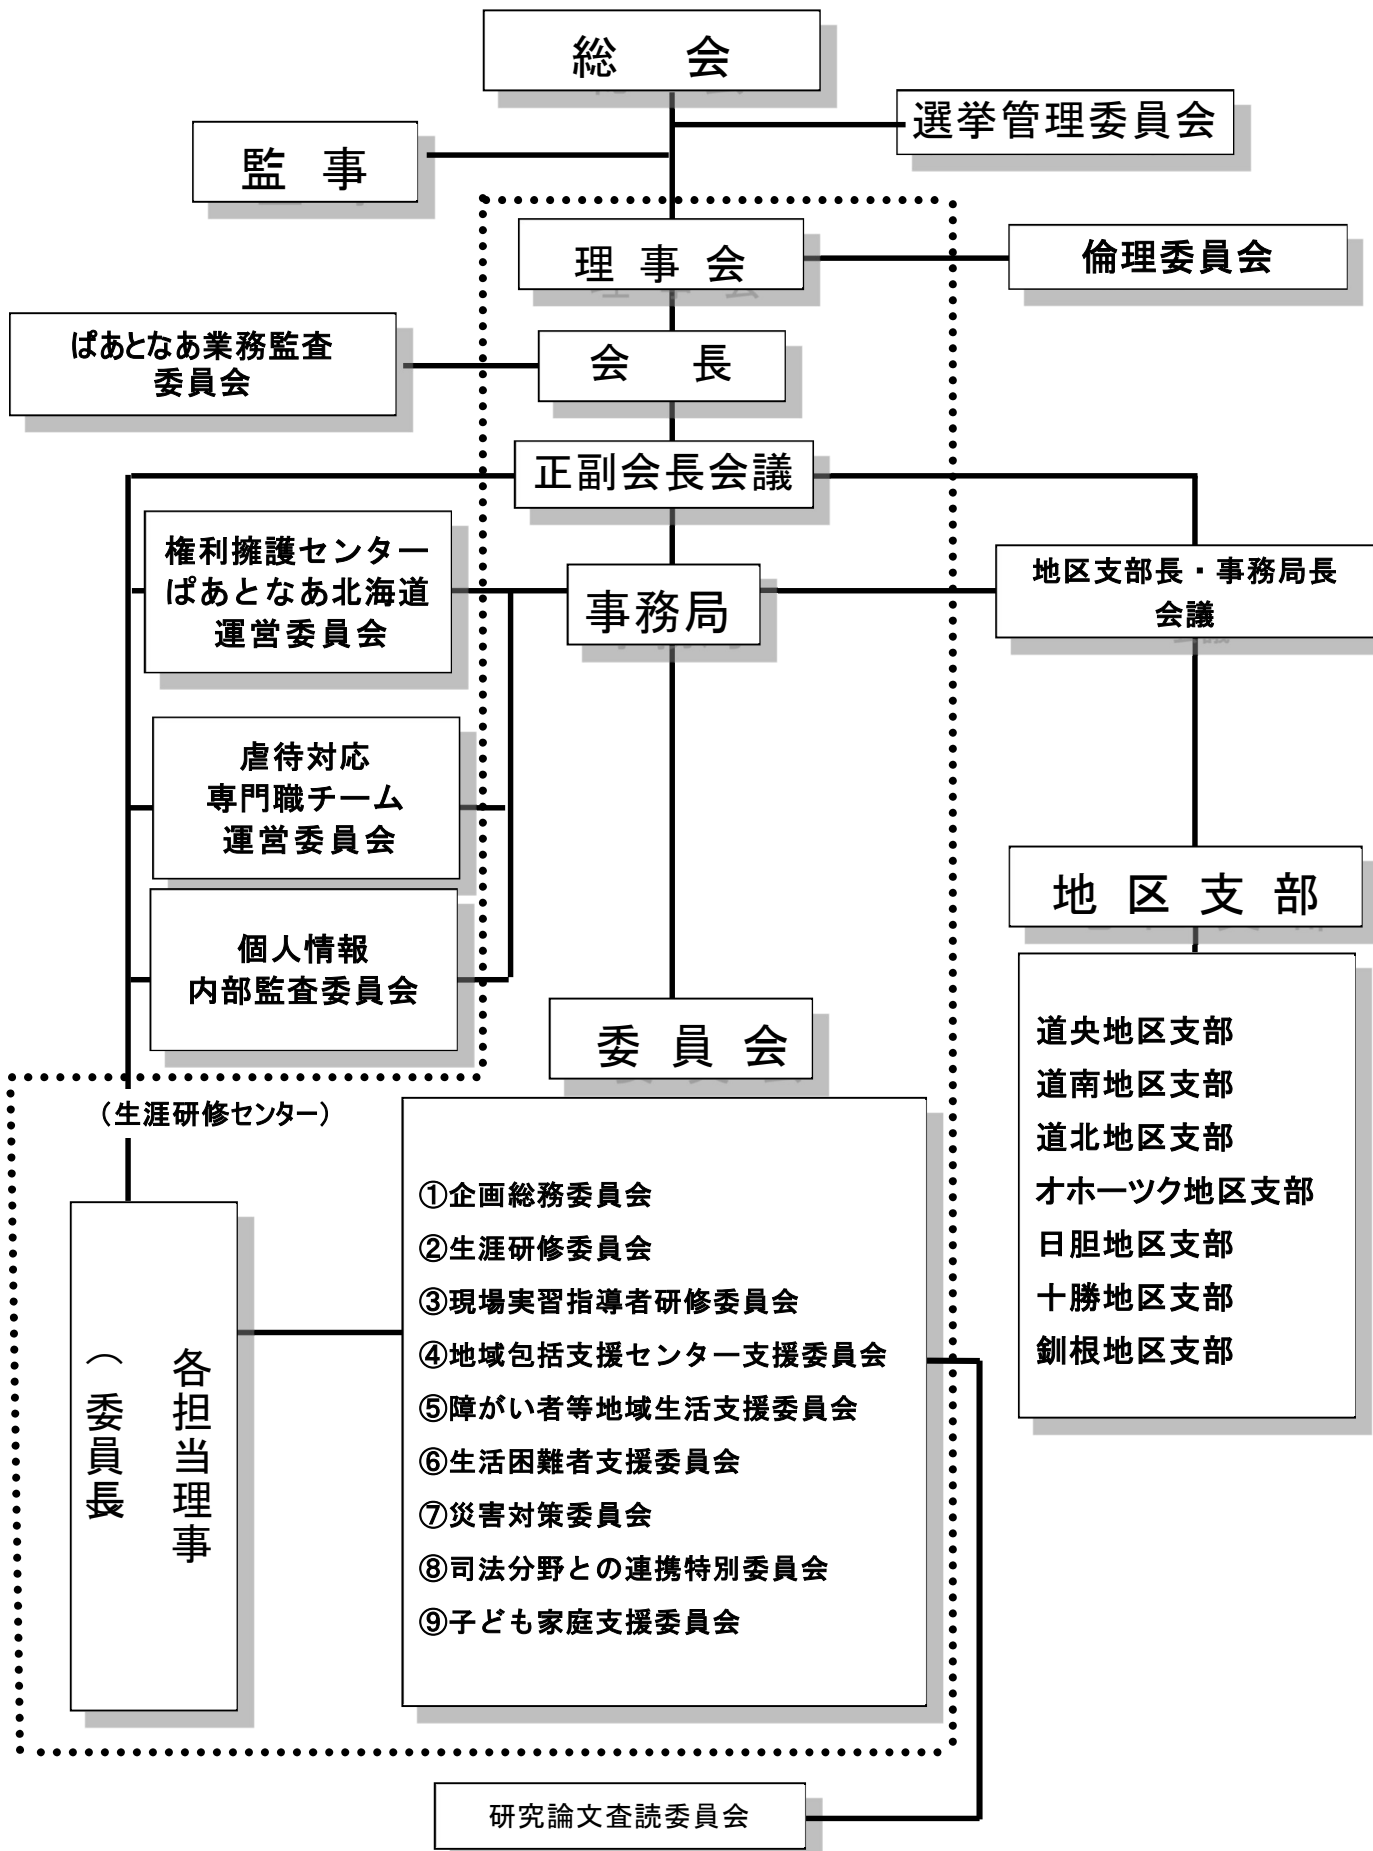 総　会
選挙管理委員会
監　事
理　事　会
倫理委員会
ぱあとなあ業務監査
委員会
会　長
正副会長会議
権利擁護センター
ぱあとなあ北海道
運営委員会
事務局
地区支部長・事務局長
会議
虐待対応
専門職チーム
運営委員会
個人情報
内部監査委員会
地　区　支　部
道央地区支部
道南地区支部
道北地区支部
オホーツク地区支部
日胆地区支部
十勝地区支部
釧根地区支部
委　員　会
（生涯研修センター）
①企画総務委員会
②生涯研修委員会
③現場実習指導者研修委員会
④地域包括支援センター支援委員会
⑤障がい者等地域生活支援委員会
⑥生活困難者支援委員会
⑦災害対策委員会
⑧司法分野との連携特別委員会
⑨子ども家庭支援委員会
各担当理事
（委員長
研究論文査読委員会